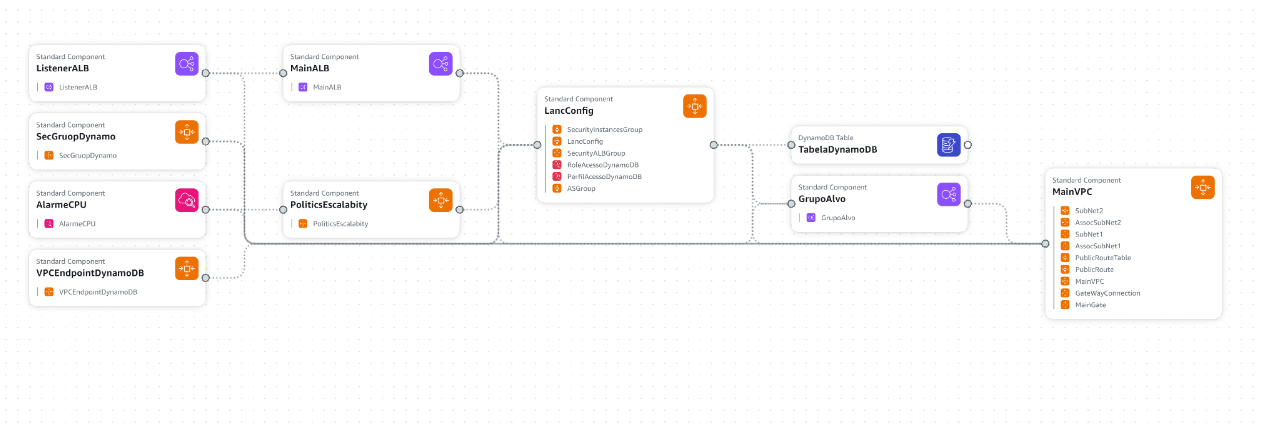 Standard Component
ListenerALB
ListenerALB
Standard Component
MainALB
MainALB
Standard Component
SecGruopDynamo
SecGruopDynamo
Standard Component
AlarmeCPU
AlarmeCPU
Standard Component
PoliticsEscalabity
PoliticsEscalabity
Standard Component
VPCEndpointDynamoDB
VPCEndpointDynamoDB
Standard Component
LancConfig
SecurityInstancesGroup
LancConfig
SecurityALBGroup
RoleAcessoDynamoDB
PerfilAcessoDynamoDB
ASGroup
DynamoDB Table
TabelaDynamoDB
Standard Component
GrupoAlvo
GrupoAlvo
Standard Component
MainVPC
SubNet2
AssocSubNet2
SubNet1
AssocSubNet1
PublicRouteTable
PublicRoute
MainVPC
GateWayConnection
MainGate